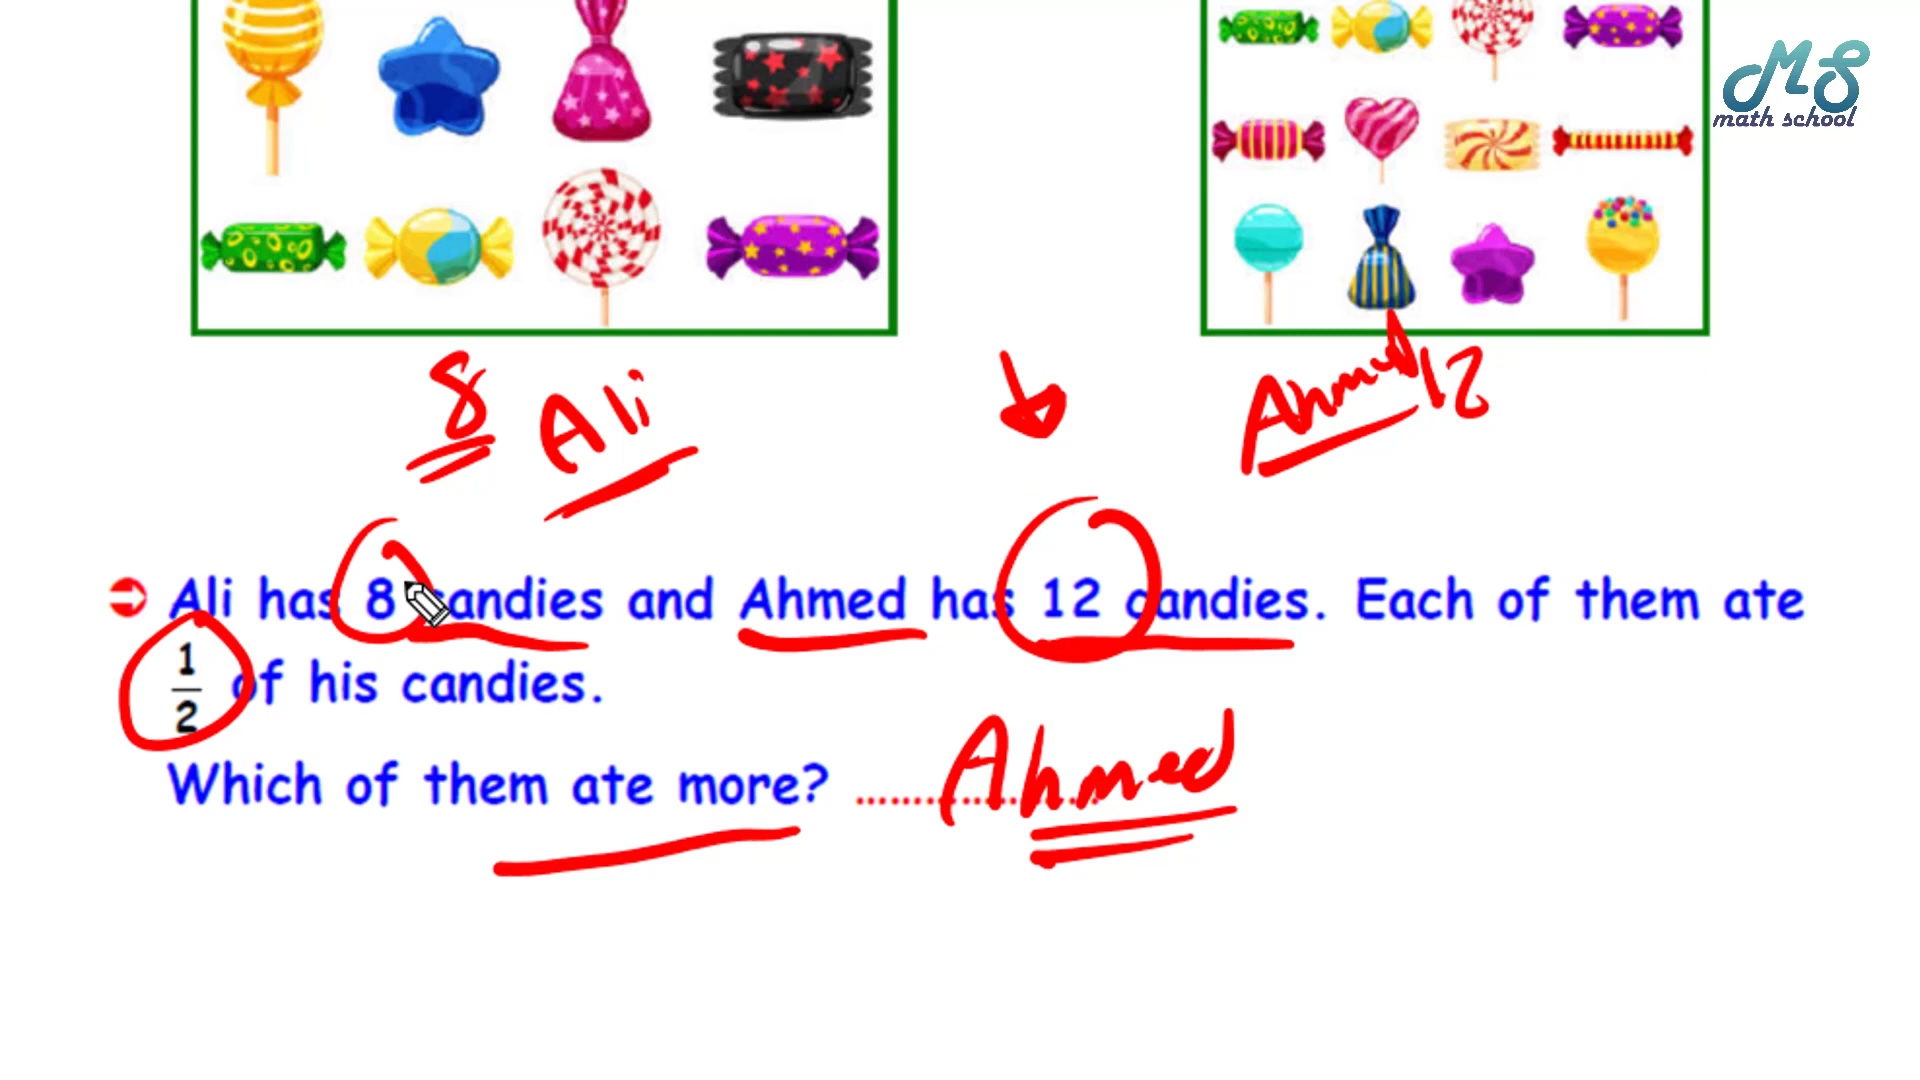 MS
math school
8 Ali
Ahmed 12
Ali has 8 candies and Ahmed has 12 candies. Each of them ate
1/2 of his candies.
Which of them ate more? .................... Ahmed